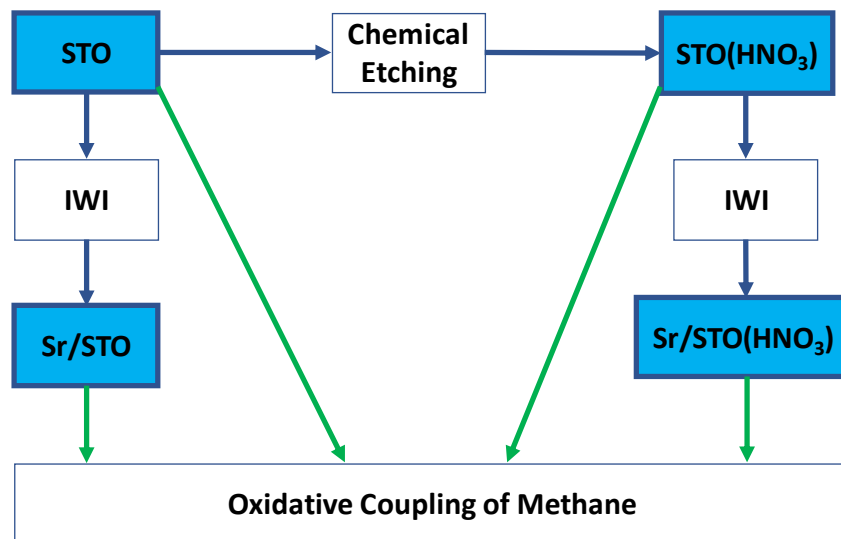 STO
Chemical
Etching
STO(HNO₃)
IWI
IWI
Sr/STO
Sr/STO(HNO₃)
Oxidative Coupling of Methane